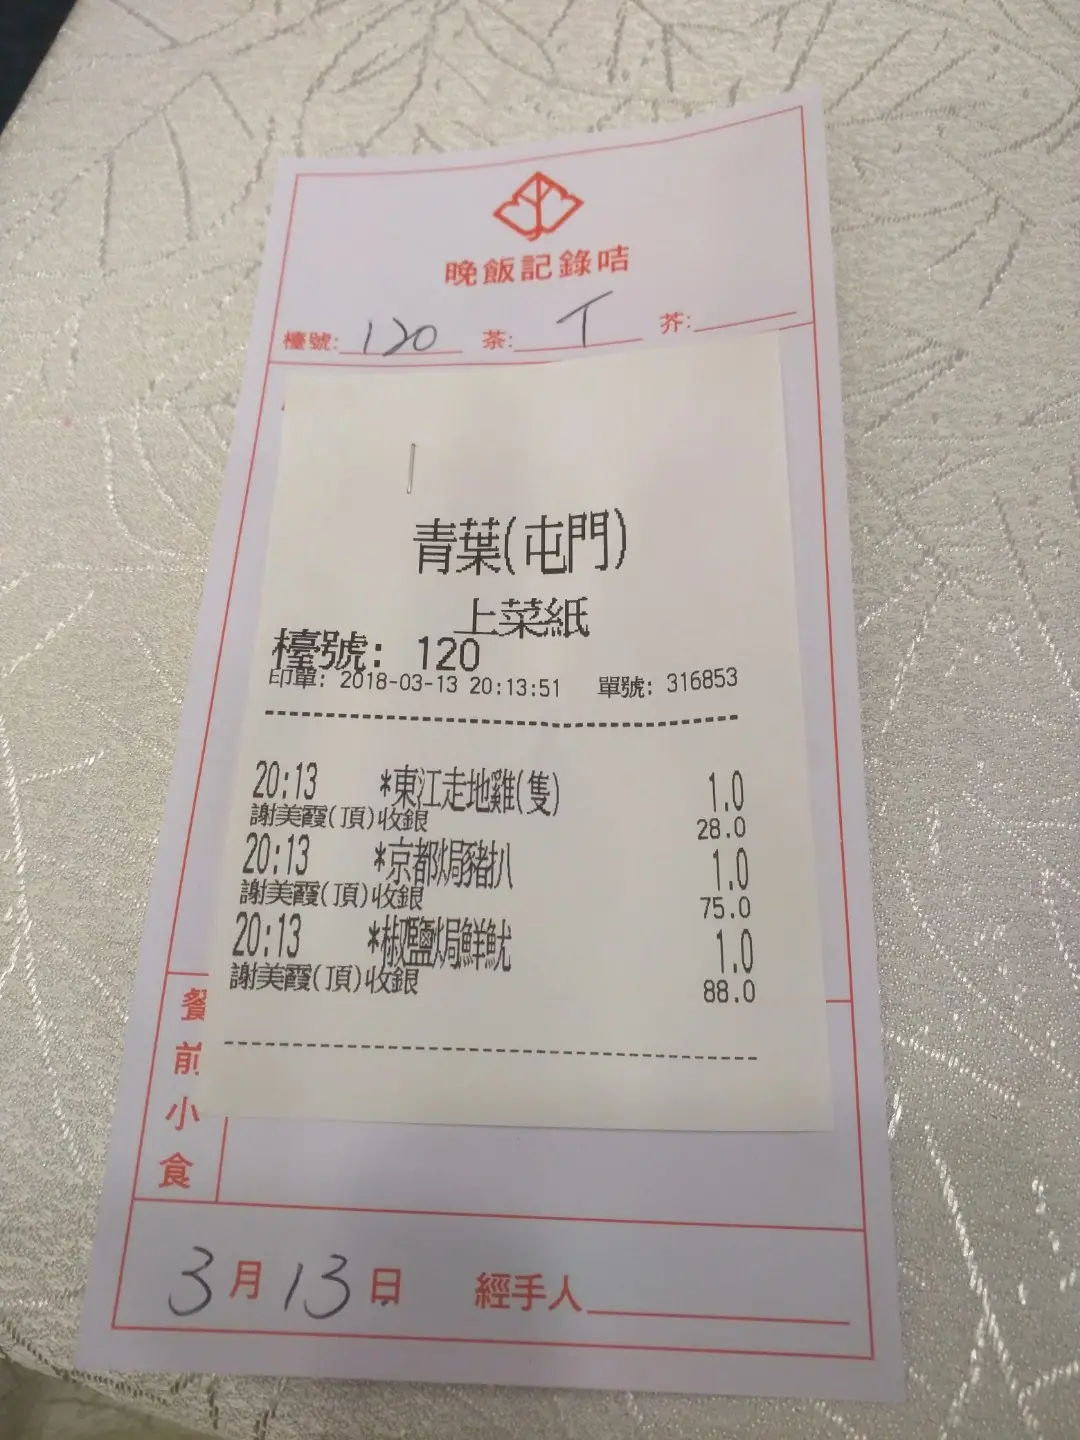 晚飯記錄咭
檯號: 120 茶: T 芥:
青葉(屯門)
上菜紙
檯號: 120
印單: 2018-03-13 20:13:51 單號: 316853
20:13 *東江走地雞(隻) 1.0
謝美霞(頂)收銀 28.0
20:13 *京都焗豬扒 1.0
謝美霞(頂)收銀 75.0
20:13 *椒鹽焗鮮魷 1.0
謝美霞(頂)收銀 88.0
餐前小食
3月13日 經手人